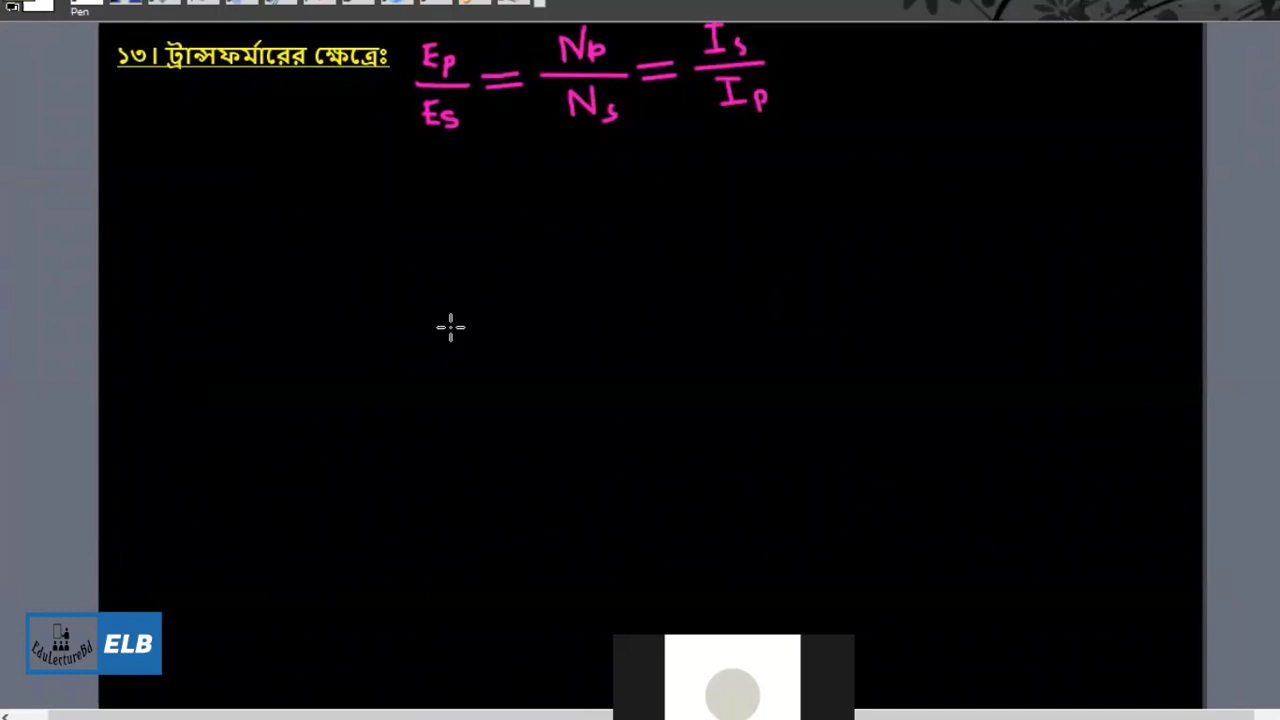 Pen
১৩। ট্রান্সফর্মারের ক্ষেত্রেঃ Ep/Es = Np/Ns = Is/Ip
EduLectureBd ELB